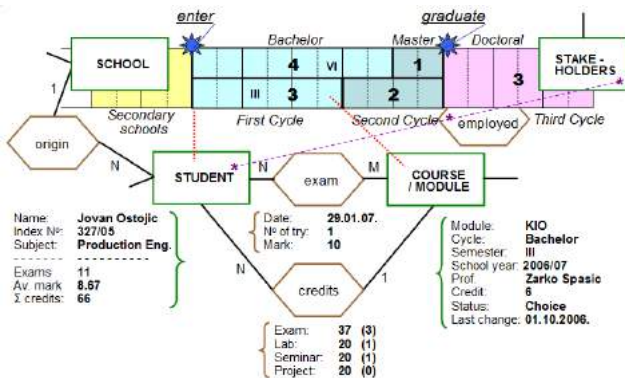 enter
graduate
Bachelor
Master
Doctoral
SCHOOL
STAKE -
HOLDERS
4
VI
1
3
III
3
2
1
Secondary
schools
First Cycle
Second Cycle
employed
Third Cycle
origin
*
*
N
STUDENT
N
exam
M
COURSE
/ MODULE
Name: Jovan Ostojic
Index Nº: 327/05
Subject: Production Eng.
------- ----------
Exams 11
Av. mark 8.67
Σ credits: 66
Date: 29.01.07.
Nº of try: 1
Mark: 10
Module: KIO
Cycle: Bachelor
Semester: III
School year: 2006/07
Prof. Zarko Spasic
Credit: 6
Status: Choice
Last change: 01.10.2006.
N
credits
1
Exam: 37 (3)
Lab: 20 (1)
Seminar: 20 (1)
Project: 20 (0)